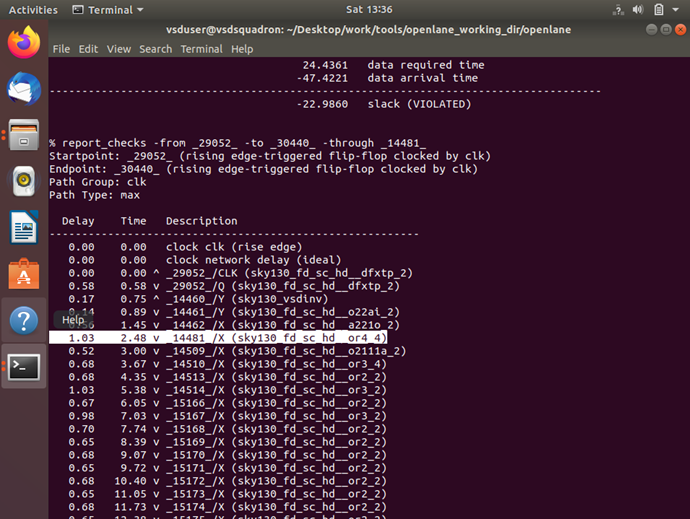 Activities Terminal Sat 13:36
vsduser@vsdsquadron: ~/Desktop/work/tools/openlane_working_dir/openlane
File Edit View Search Terminal Help
24.4361 data required time
-47.4221 data arrival time
-----------------------------------------------------------------------------------------
-22.9860 slack (VIOLATED)
% report_checks -from _29052_ -to _30440_ -through _14481_
Startpoint: _29052_ (rising edge-triggered flip-flop clocked by clk)
Endpoint: _30440_ (rising edge-triggered flip-flop clocked by clk)
Path Group: clk
Path Type: max
Delay Time Description
-----------------------------------------------------------
0.00 0.00 clock clk (rise edge)
0.00 0.00 clock network delay (ideal)
0.00 0.00 ^ _29052_/CLK (sky130_fd_sc_hd__dfxtp_2)
0.58 0.58 v _29052_/Q (sky130_fd_sc_hd__dfxtp_2)
0.17 0.75 ^ _14460_/Y (sky130_vsdinv)
0.14 0.89 v _14461_/Y (sky130_fd_sc_hd__o22ai_2)
Help
1.45 v _14462_/X (sky130_fd_sc_hd__a221o_2)
1.03 2.48 v _14481_/X (sky130_fd_sc_hd__or4_4)
0.52 3.00 v _14509_/X (sky130_fd_sc_hd__o2111a_2)
0.68 3.67 v _14510_/X (sky130_fd_sc_hd__or3_4)
0.68 4.35 v _14513_/X (sky130_fd_sc_hd__or2_2)
1.03 5.38 v _14514_/X (sky130_fd_sc_hd__or3_2)
0.67 6.05 v _15166_/X (sky130_fd_sc_hd__or2_2)
0.98 7.03 v _15167_/X (sky130_fd_sc_hd__or3_2)
0.70 7.74 v _15168_/X (sky130_fd_sc_hd__or2_2)
0.65 8.39 v _15169_/X (sky130_fd_sc_hd__or2_2)
0.68 9.07 v _15170_/X (sky130_fd_sc_hd__or2_2)
0.65 9.72 v _15171_/X (sky130_fd_sc_hd__or2_2)
0.68 10.40 v _15172_/X (sky130_fd_sc_hd__or2_2)
0.65 11.05 v _15173_/X (sky130_fd_sc_hd__or2_2)
0.68 11.73 v _15174_/X (sky130_fd_sc_hd__or2_2)